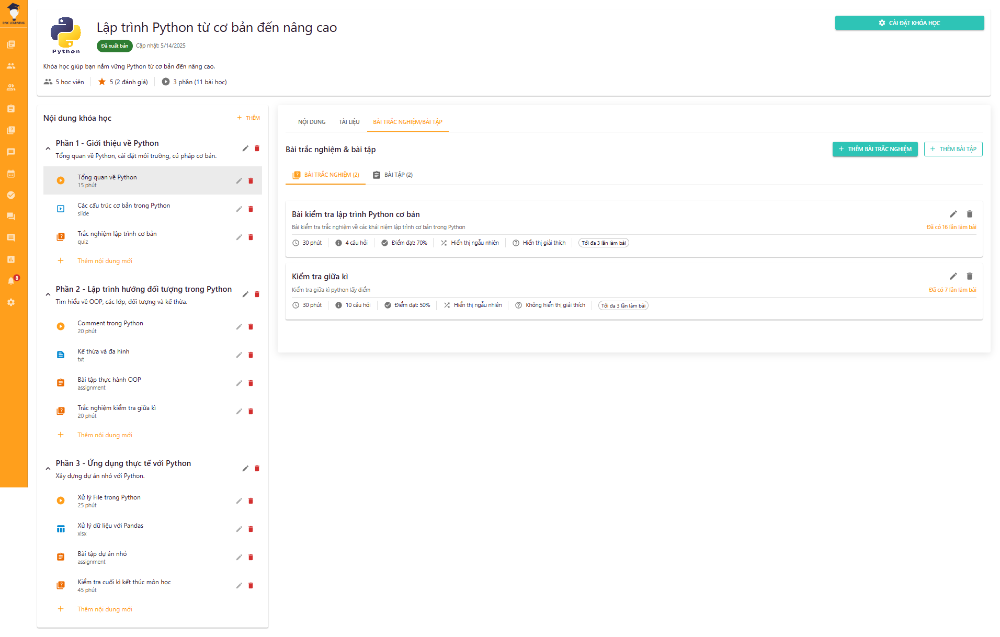 DNC LEARNING
8
Python
Lập trình Python từ cơ bản đến nâng cao
Đã xuất bản Cập nhật: 5/14/2025
CÀI ĐẶT KHÓA HỌC
Khóa học giúp bạn nắm vững Python từ cơ bản đến nâng cao.
5 học viên 5 (2 đánh giá) 3 phần (11 bài học)
Nội dung khóa học
+ THÊM
Phần 1 - Giới thiệu về Python
Tổng quan về Python, cài đặt môi trường, cú pháp cơ bản.
Tổng quan về Python
15 phút
Các cấu trúc cơ bản trong Python
slide
Trắc nghiệm lập trình cơ bản
quiz
+ Thêm nội dung mới
Phần 2 - Lập trình hướng đối tượng trong Python
Tìm hiểu về OOP, các lớp, đối tượng và kế thừa.
Comment trong Python
20 phút
Kế thừa và đa hình
txt
Bài tập thực hành OOP
assignment
Trắc nghiệm kiểm tra giữa kì
20 phút
+ Thêm nội dung mới
Phần 3 - Ứng dụng thực tế với Python
Xây dựng dự án nhỏ với Python.
Xử lý File trong Python
25 phút
Xử lý dữ liệu với Pandas
xlsx
Bài tập dự án nhỏ
assignment
Kiểm tra cuối kì kết thúc môn học
45 phút
+ Thêm nội dung mới
NỘI DUNG TÀI LIỆU BÀI TRẮC NGHIỆM/BÀI TẬP
Bài trắc nghiệm & bài tập
+ THÊM BÀI TRẮC NGHIỆM + THÊM BÀI TẬP
BÀI TRẮC NGHIỆM (2) BÀI TẬP (2)
Bài kiểm tra lập trình Python cơ bản
Bài kiểm tra trắc nghiệm về các khái niệm lập trình cơ bản trong Python
Đã có 16 lần làm bài
30 phút 4 câu hỏi Điểm đạt: 70% Hiển thị ngẫu nhiên Hiển thị giải thích Tối đa 3 lần làm bài
Kiểm tra giữa kì
Kiểm tra giữa kì python lấy điểm
Đã có 7 lần làm bài
30 phút 10 câu hỏi Điểm đạt: 50% Hiển thị ngẫu nhiên Không hiển thị giải thích Tối đa 3 lần làm bài